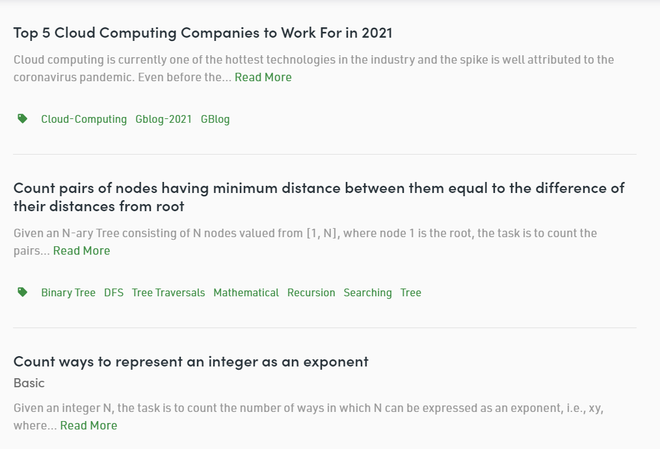 Top 5 Cloud Computing Companies to Work For in 2021
Cloud computing is currently one of the hottest technologies in the industry and the spike is well attributed to the
coronavirus pandemic. Even before the... Read More
Cloud-Computing Gblog-2021 GBlog
Count pairs of nodes having minimum distance between them equal to the difference of
their distances from root
Given an N-ary Tree consisting of N nodes valued from [1, N], where node 1 is the root, the task is to count the
pairs... Read More
Binary Tree DFS Tree Traversals Mathematical Recursion Searching Tree
Count ways to represent an integer as an exponent
Basic
Given an integer N, the task is to count the number of ways in which N can be expressed as an exponent, i.e., xy,
where... Read More